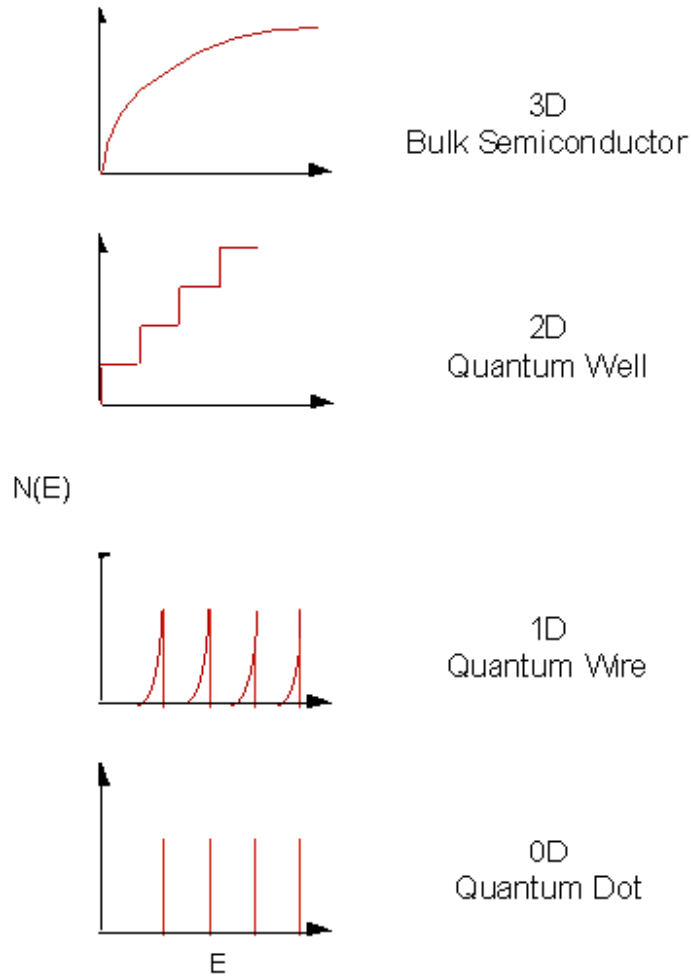 3D
Bulk Semiconductor
2D
Quantum Well
N(E)
1D
Quantum Wire
0D
Quantum Dot
E